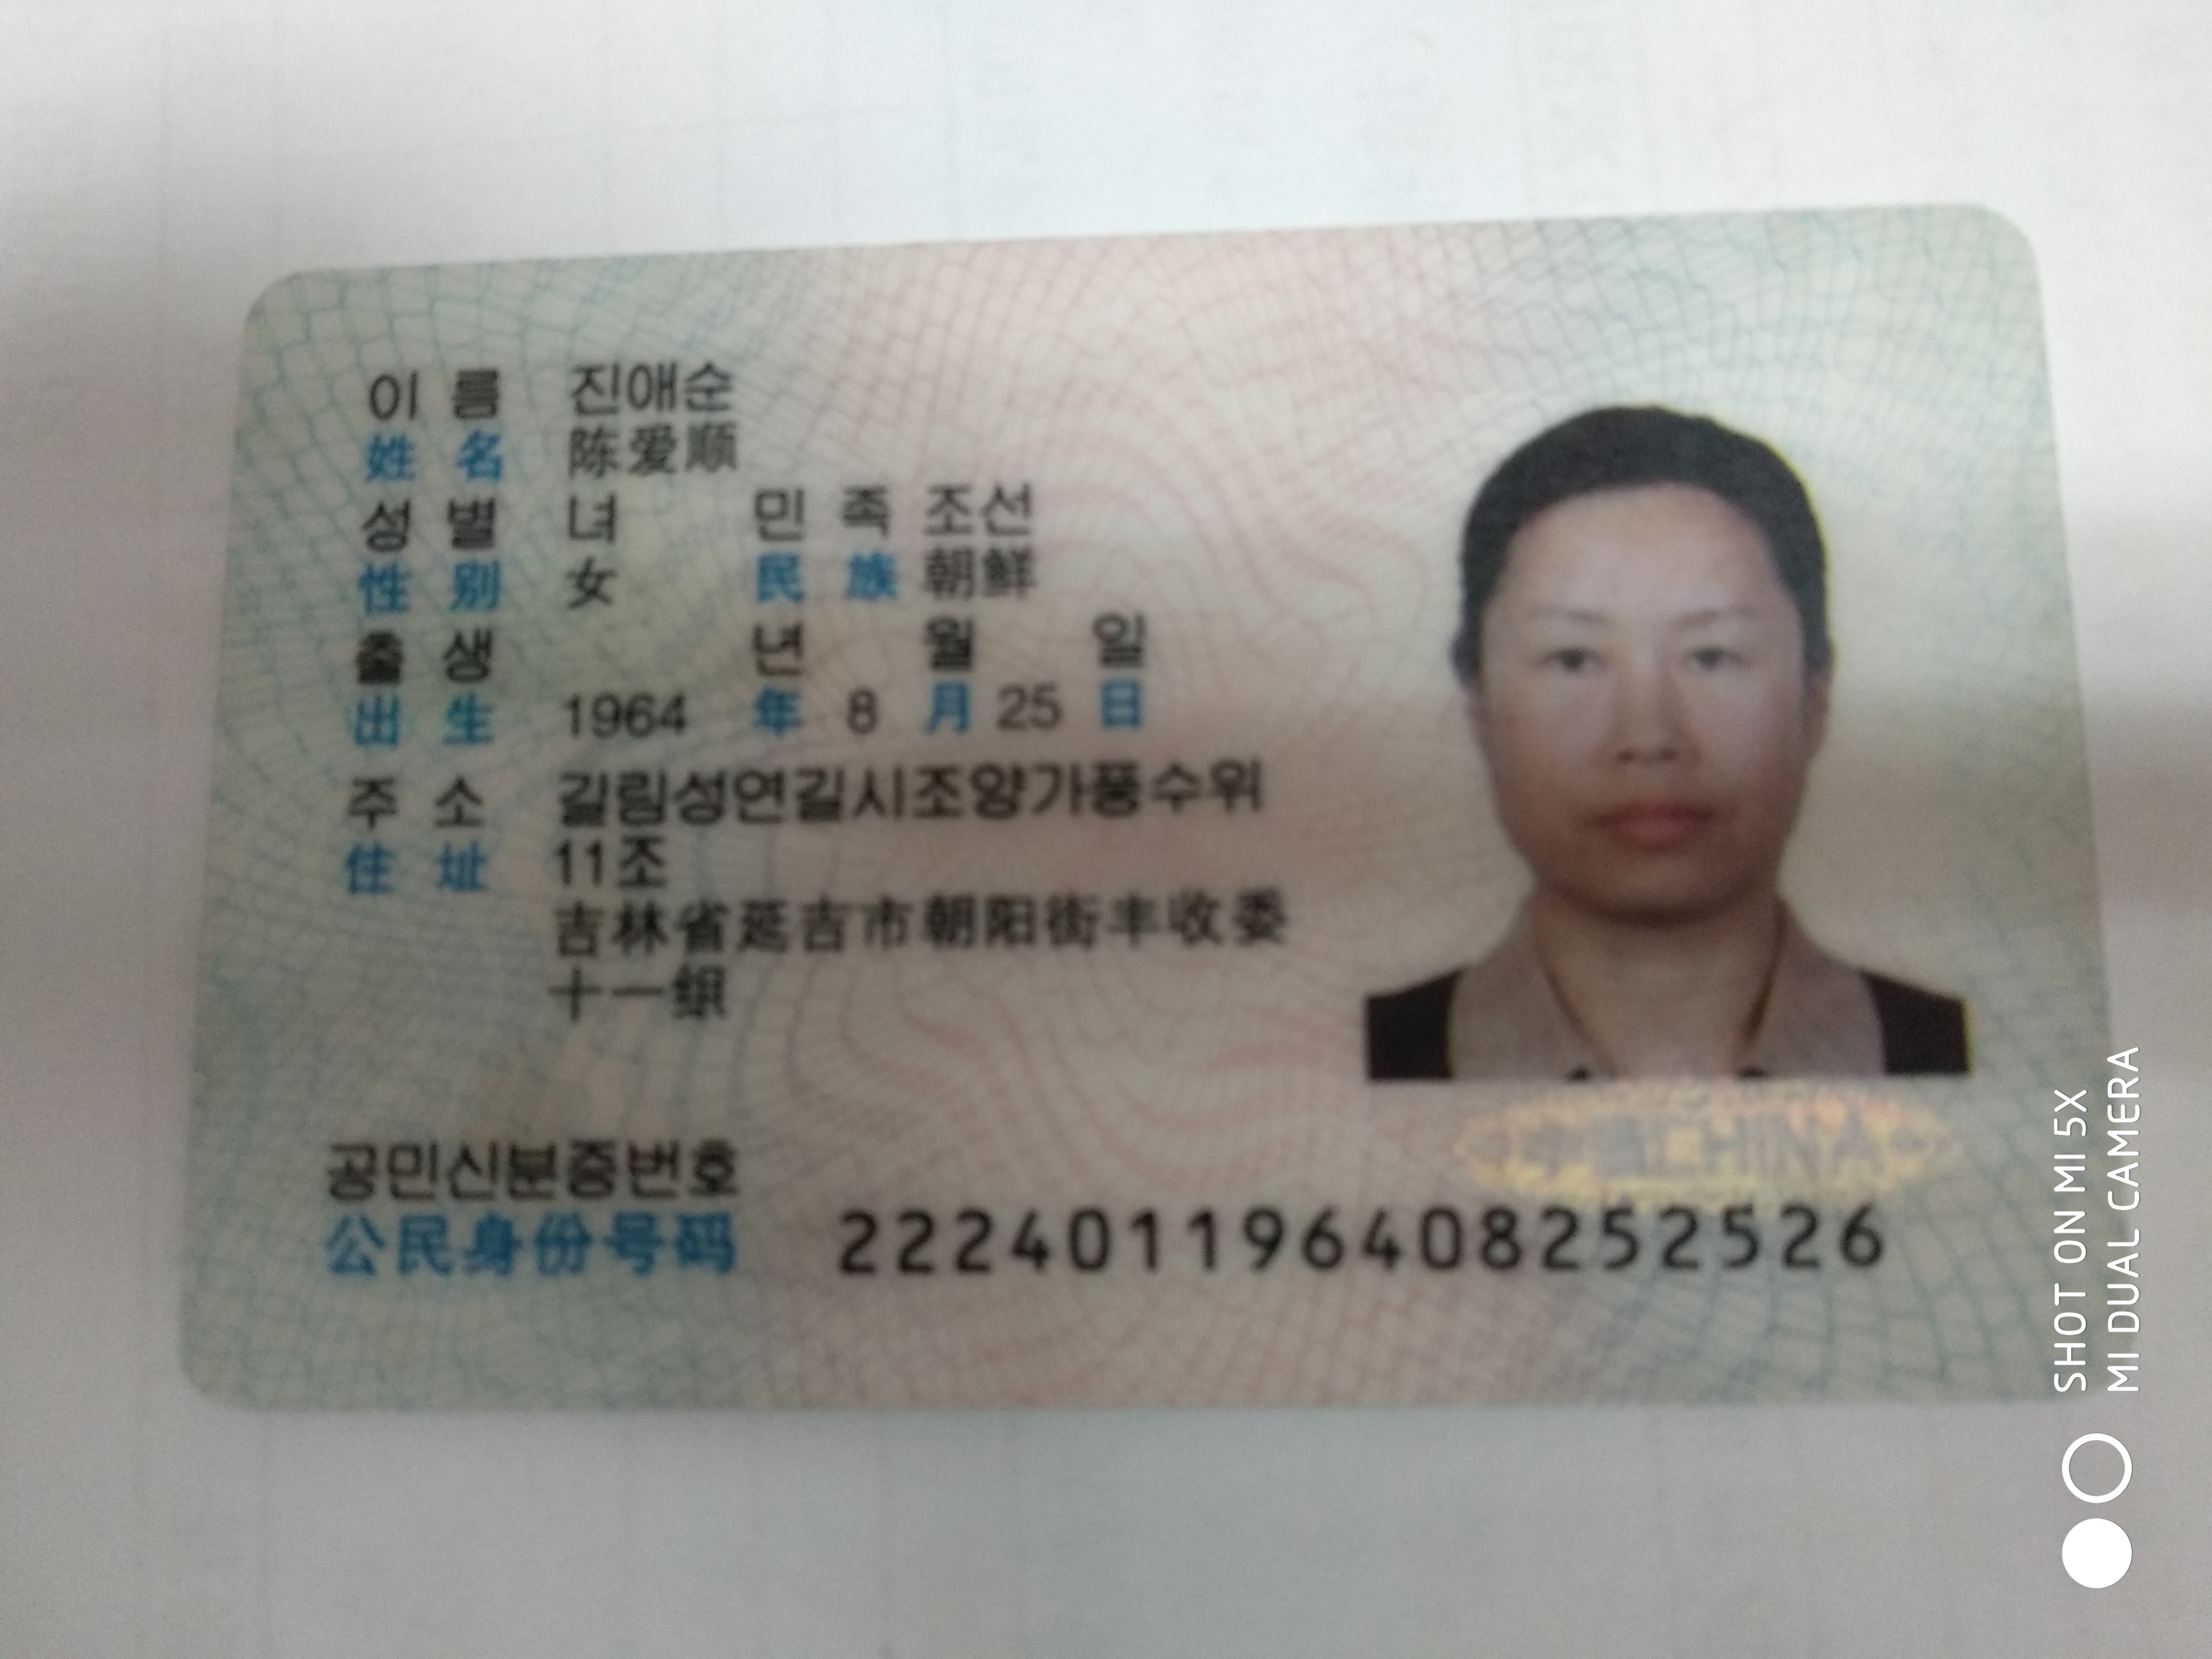 이 름 진애순
姓 名 陈爱顺
성 별 녀 민 족 조선
性 别 女 民 族 朝鲜
출 생 년 월 일
出 生 1964 年 8 月 25 日
주 소 길림성연길시조양가풍수위
11조
住 址 吉林省延吉市朝阳街丰收委
十一组
공민신분증번호
公民身份号码 222401196408252526
CHINA
SHOT ON MI 5X
MI DUAL CAMERA